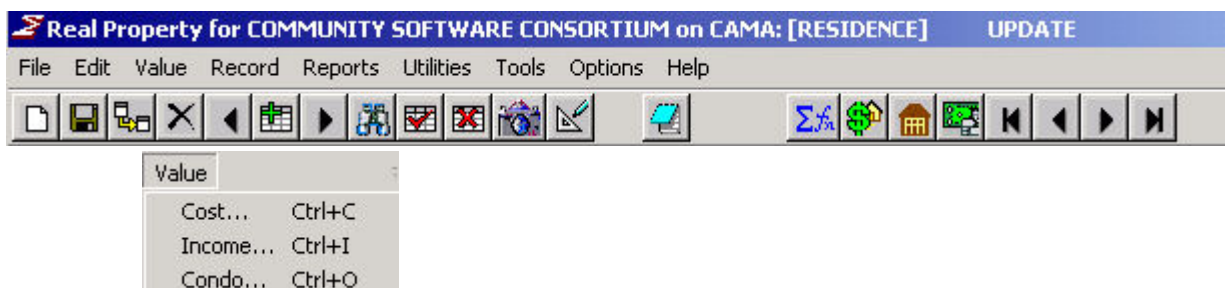 Real Property for COMMUNITY SOFTWARE CONSORTIUM on CAMA: [RESIDENCE] UPDATE
File Edit Value Record Reports Utilities Tools Options Help
Σfx
Value
Cost... Ctrl+C
Income... Ctrl+I
Condo... Ctrl+O